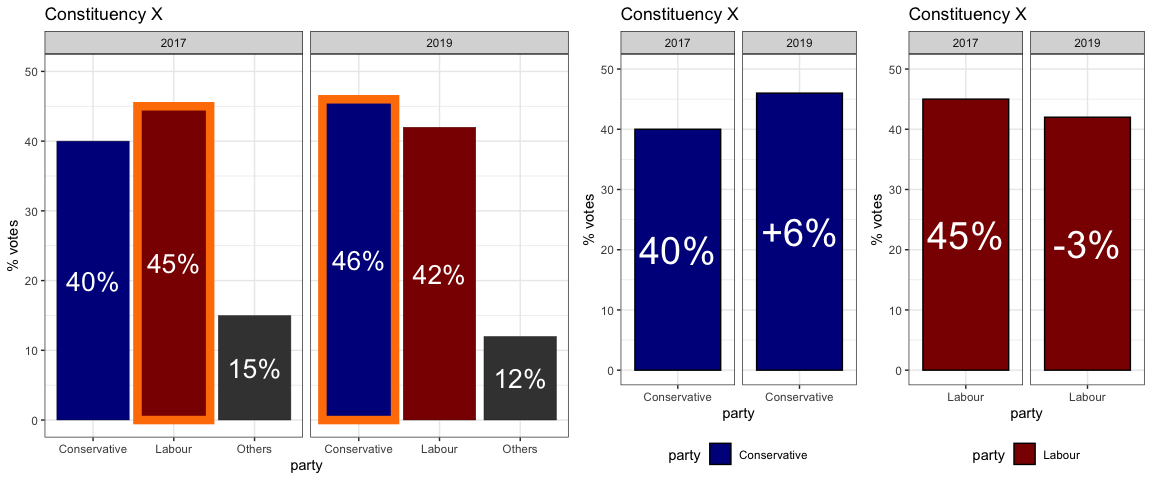 Constituency X
2017
2019
% votes
50
40
30
20
10
0
40%
45%
15%
46%
42%
12%
Conservative
Labour
Others
Conservative
Labour
Others
party
Constituency X
2017
2019
% votes
50
40
30
20
10
0
40%
+6%
Conservative
Conservative
party
party Conservative
Constituency X
2017
2019
% votes
50
40
30
20
10
0
45%
-3%
Labour
Labour
party
party Labour